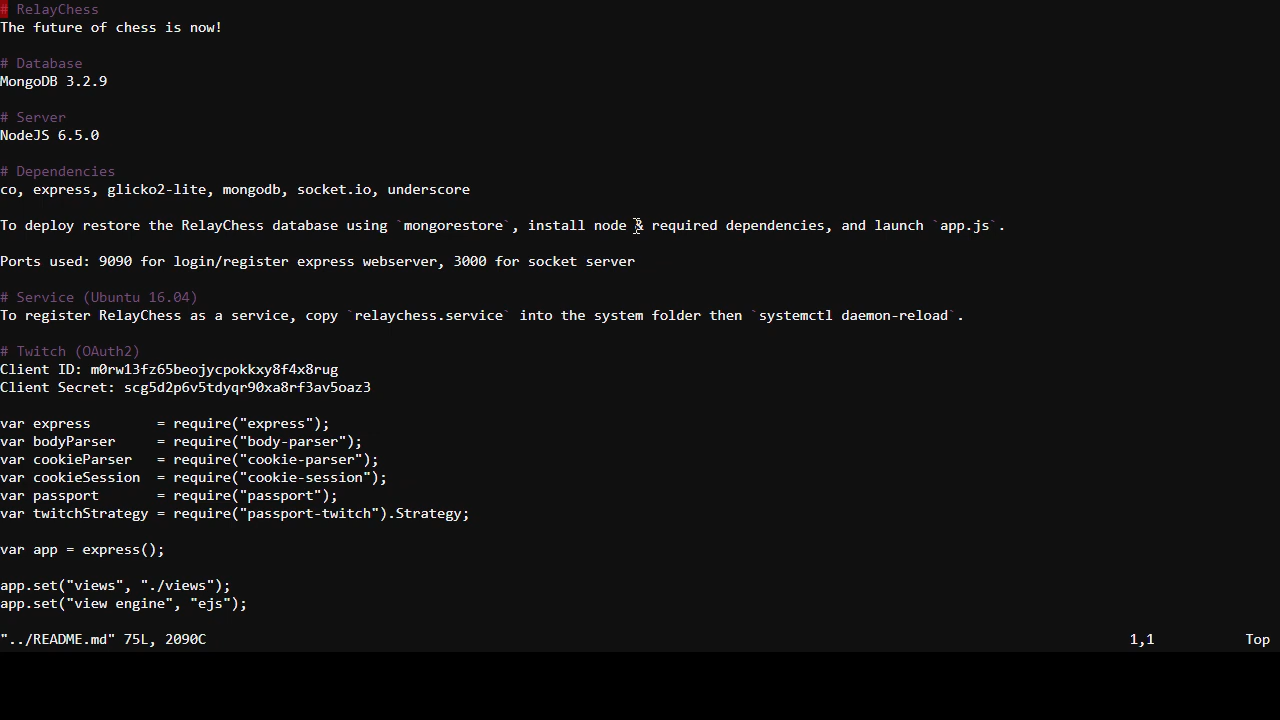 # RelayChess
The future of chess is now!
# Database
MongoDB 3.2.9
# Server
NodeJS 6.5.0
# Dependencies
co, express, glicko2-lite, mongodb, socket.io, underscore
To deploy restore the RelayChess database using `mongorestore`, install node & required dependencies, and launch `app.js`.
Ports used: 9090 for login/register express webserver, 3000 for socket server
# Service (Ubuntu 16.04)
To register RelayChess as a service, copy `relaychess.service` into the system folder then `systemctl daemon-reload`.
# Twitch (OAuth2)
Client ID: m0rw13fz65beojycpokkxy8f4x8rug
Client Secret: scg5d2p6v5tdyqr90xa8rf3av5oaz3
var express        = require("express");
var bodyParser     = require("body-parser");
var cookieParser   = require("cookie-parser");
var cookieSession  = require("cookie-session");
var passport       = require("passport");
var twitchStrategy = require("passport-twitch").Strategy;
var app = express();
app.set("views", "./views");
app.set("view engine", "ejs");
"../README.md" 75L, 2090C 1,1 Top